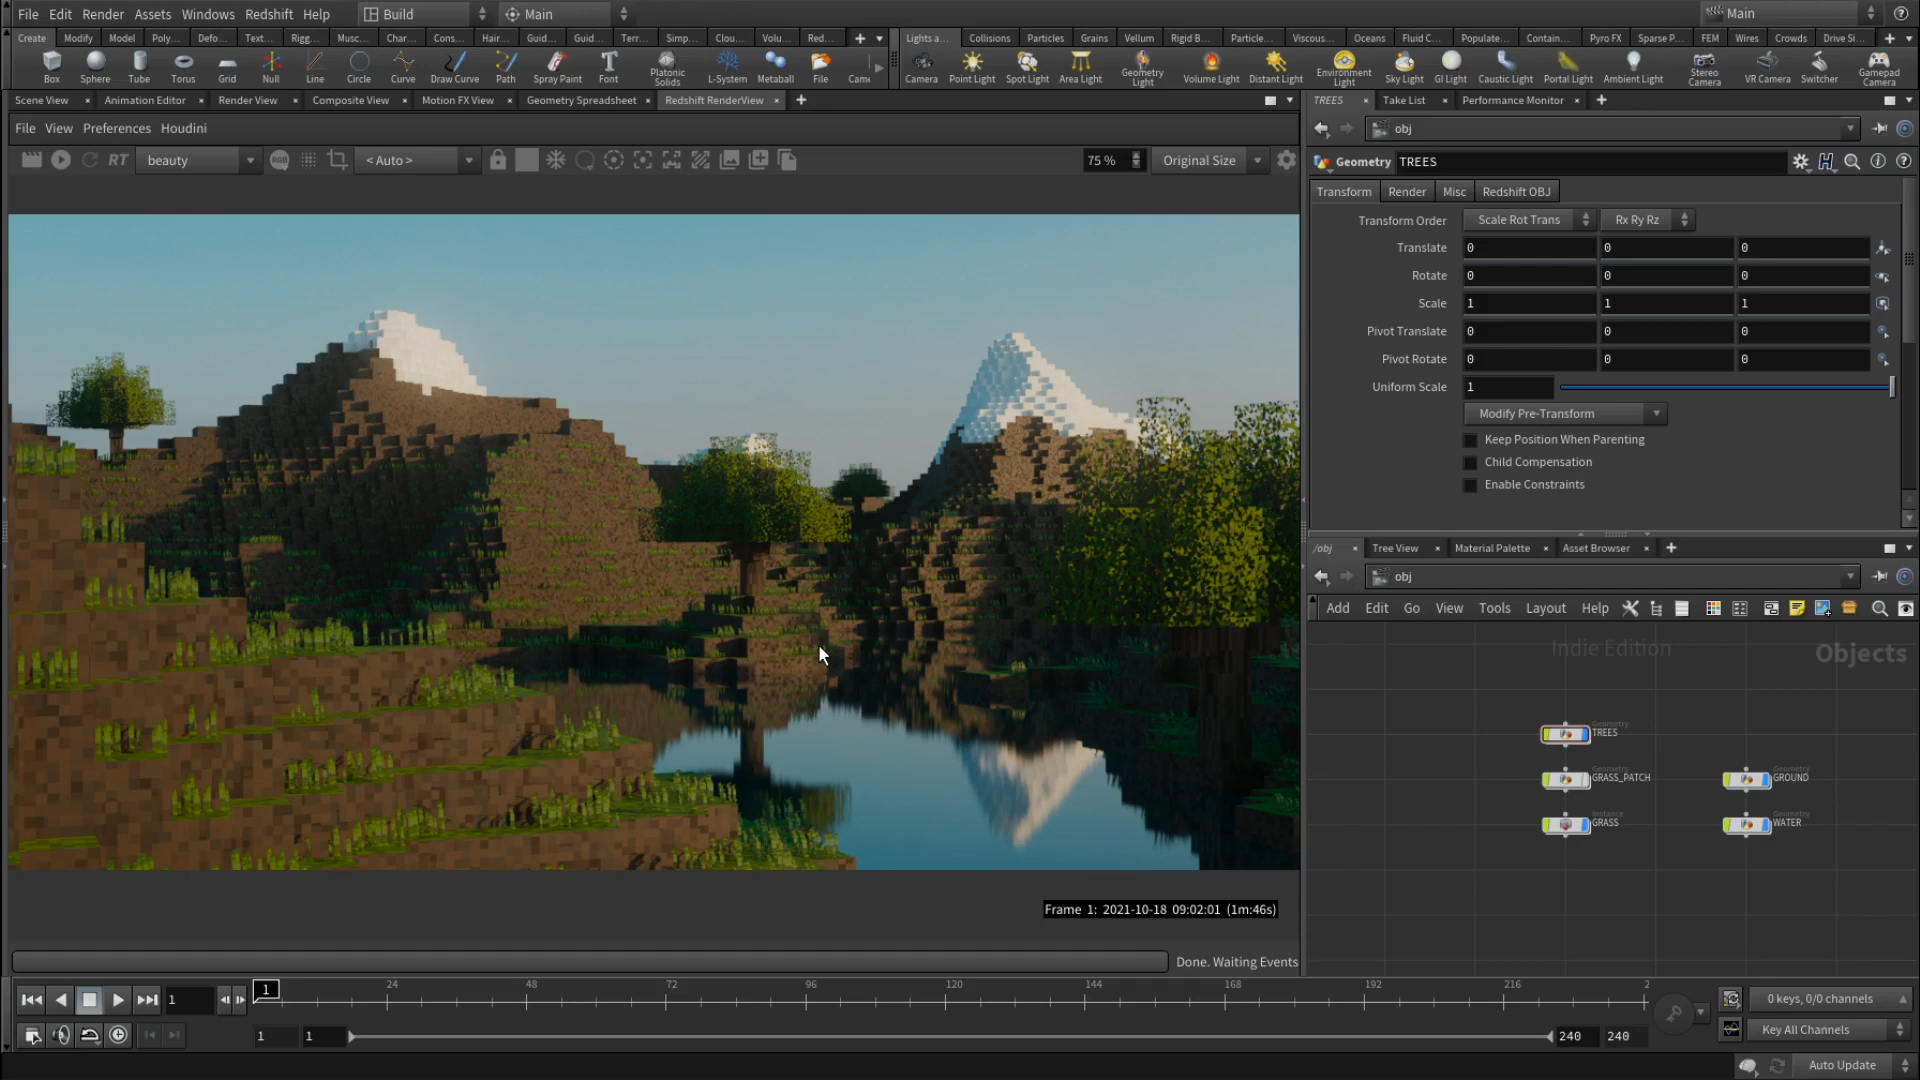 File Edit Render Assets Windows Redshift Help Build Main Main
Create Modify Model Poly... Defo... Text... Rigg... Musc... Char... Cons... Hair... Guid... Guid... Terr... Simp... Clou... Volu... Red... Lights a... Collisions Particles Grains Vellum Rigid B... Particle... Viscous... Oceans Fluid C... Populate... Contain... Pyro FX Sparse P... FEM Wires Crowds Drive Si...
Box Sphere Tube Torus Grid Null Line Circle Curve Draw Curve Path Spray Paint Font Platonic Solids L-System Metaball File Cam Camera Point Light Spot Light Area Light Geometry Light Volume Light Distant Light Environment Light Sky Light GI Light Caustic Light Portal Light Ambient Light Stereo Camera VR Camera Switcher Gamepad Camera
Scene View Animation Editor Render View Composite View Motion FX View Geometry Spreadsheet Redshift RenderView
File View Preferences Houdini
RT beauty RGB < Auto > 75 % Original Size
Frame 1: 2021-10-18 09:02:01 (1m:46s)
Done. Waiting Events
TREES Take List Performance Monitor
obj
Geometry TREES
Transform Render Misc Redshift OBJ
Transform Order Scale Rot Trans Rx Ry Rz
Translate 0 0 0
Rotate 0 0 0
Scale 1 1 1
Pivot Translate 0 0 0
Pivot Rotate 0 0 0
Uniform Scale 1
Modify Pre-Transform
Keep Position When Parenting
Child Compensation
Enable Constraints
/obj Tree View Material Palette Asset Browser
obj
Add Edit Go View Tools Layout Help
Indie Edition Objects
Geometry
TREES
Geometry
GRASS_PATCH
Geometry
GROUND
Instance
GRASS
Geometry
WATER
1 1 24 48 72 96 120 144 168 192 216 2
0 keys, 0/0 channels
1 1 240 240
Key All Channels
Auto Update